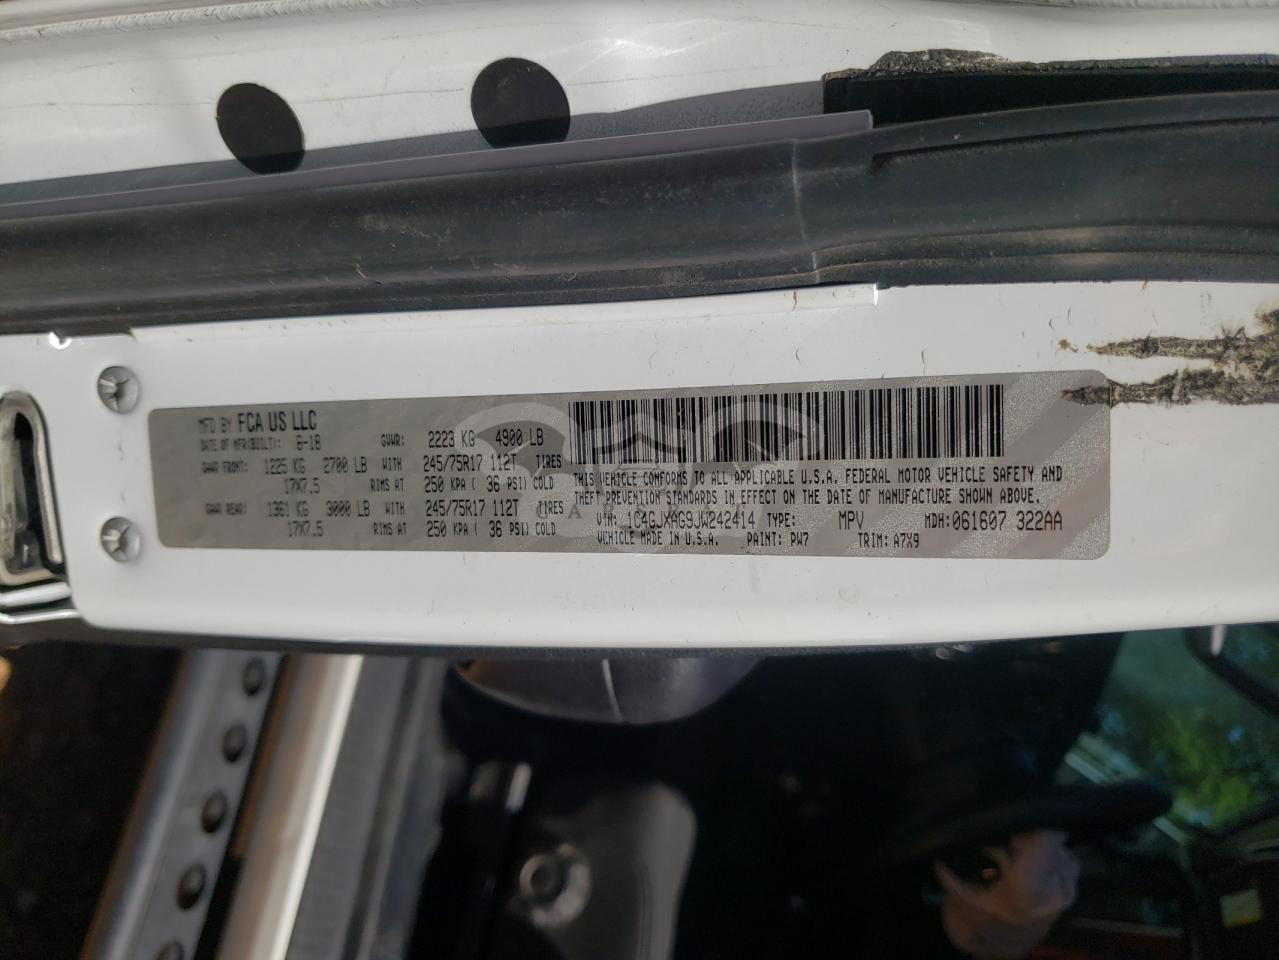 MFD BY FCA US LLC
DATE OF MFR(BUILT): 6-18 GVWR: 2223 KG 4900 LB
GAWR FRONT: 1225 KG 2700 LB WITH 245/75R17 112T TIRES
17X7.5 RIMS AT 250 KPA ( 36 PSI) COLD
GAWR REAR: 1361 KG 3000 LB WITH 245/75R17 112T TIRES
17X7.5 RIMS AT 250 KPA ( 36 PSI) COLD
THIS VEHICLE CONFORMS TO ALL APPLICABLE U.S.A. FEDERAL MOTOR VEHICLE SAFETY AND
THEFT PREVENTION STANDARDS IN EFFECT ON THE DATE OF MANUFACTURE SHOWN ABOVE.
VIN: 1C4GJXAG9JW242414 TYPE: MPV MDH: 061607 322AA
VEHICLE MADE IN U.S.A. PAINT: PW7 TRIM: A7X9